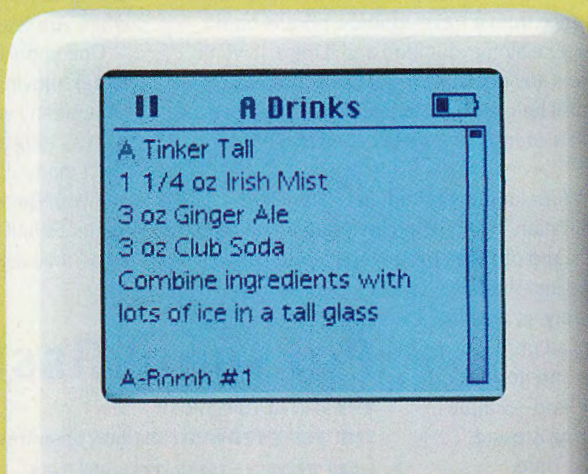 A Drinks
A Tinker Tall
1 1/4 oz Irish Mist
3 oz Ginger Ale
3 oz Club Soda
Combine ingredients with
lots of ice in a tall glass
A-Bomb #1